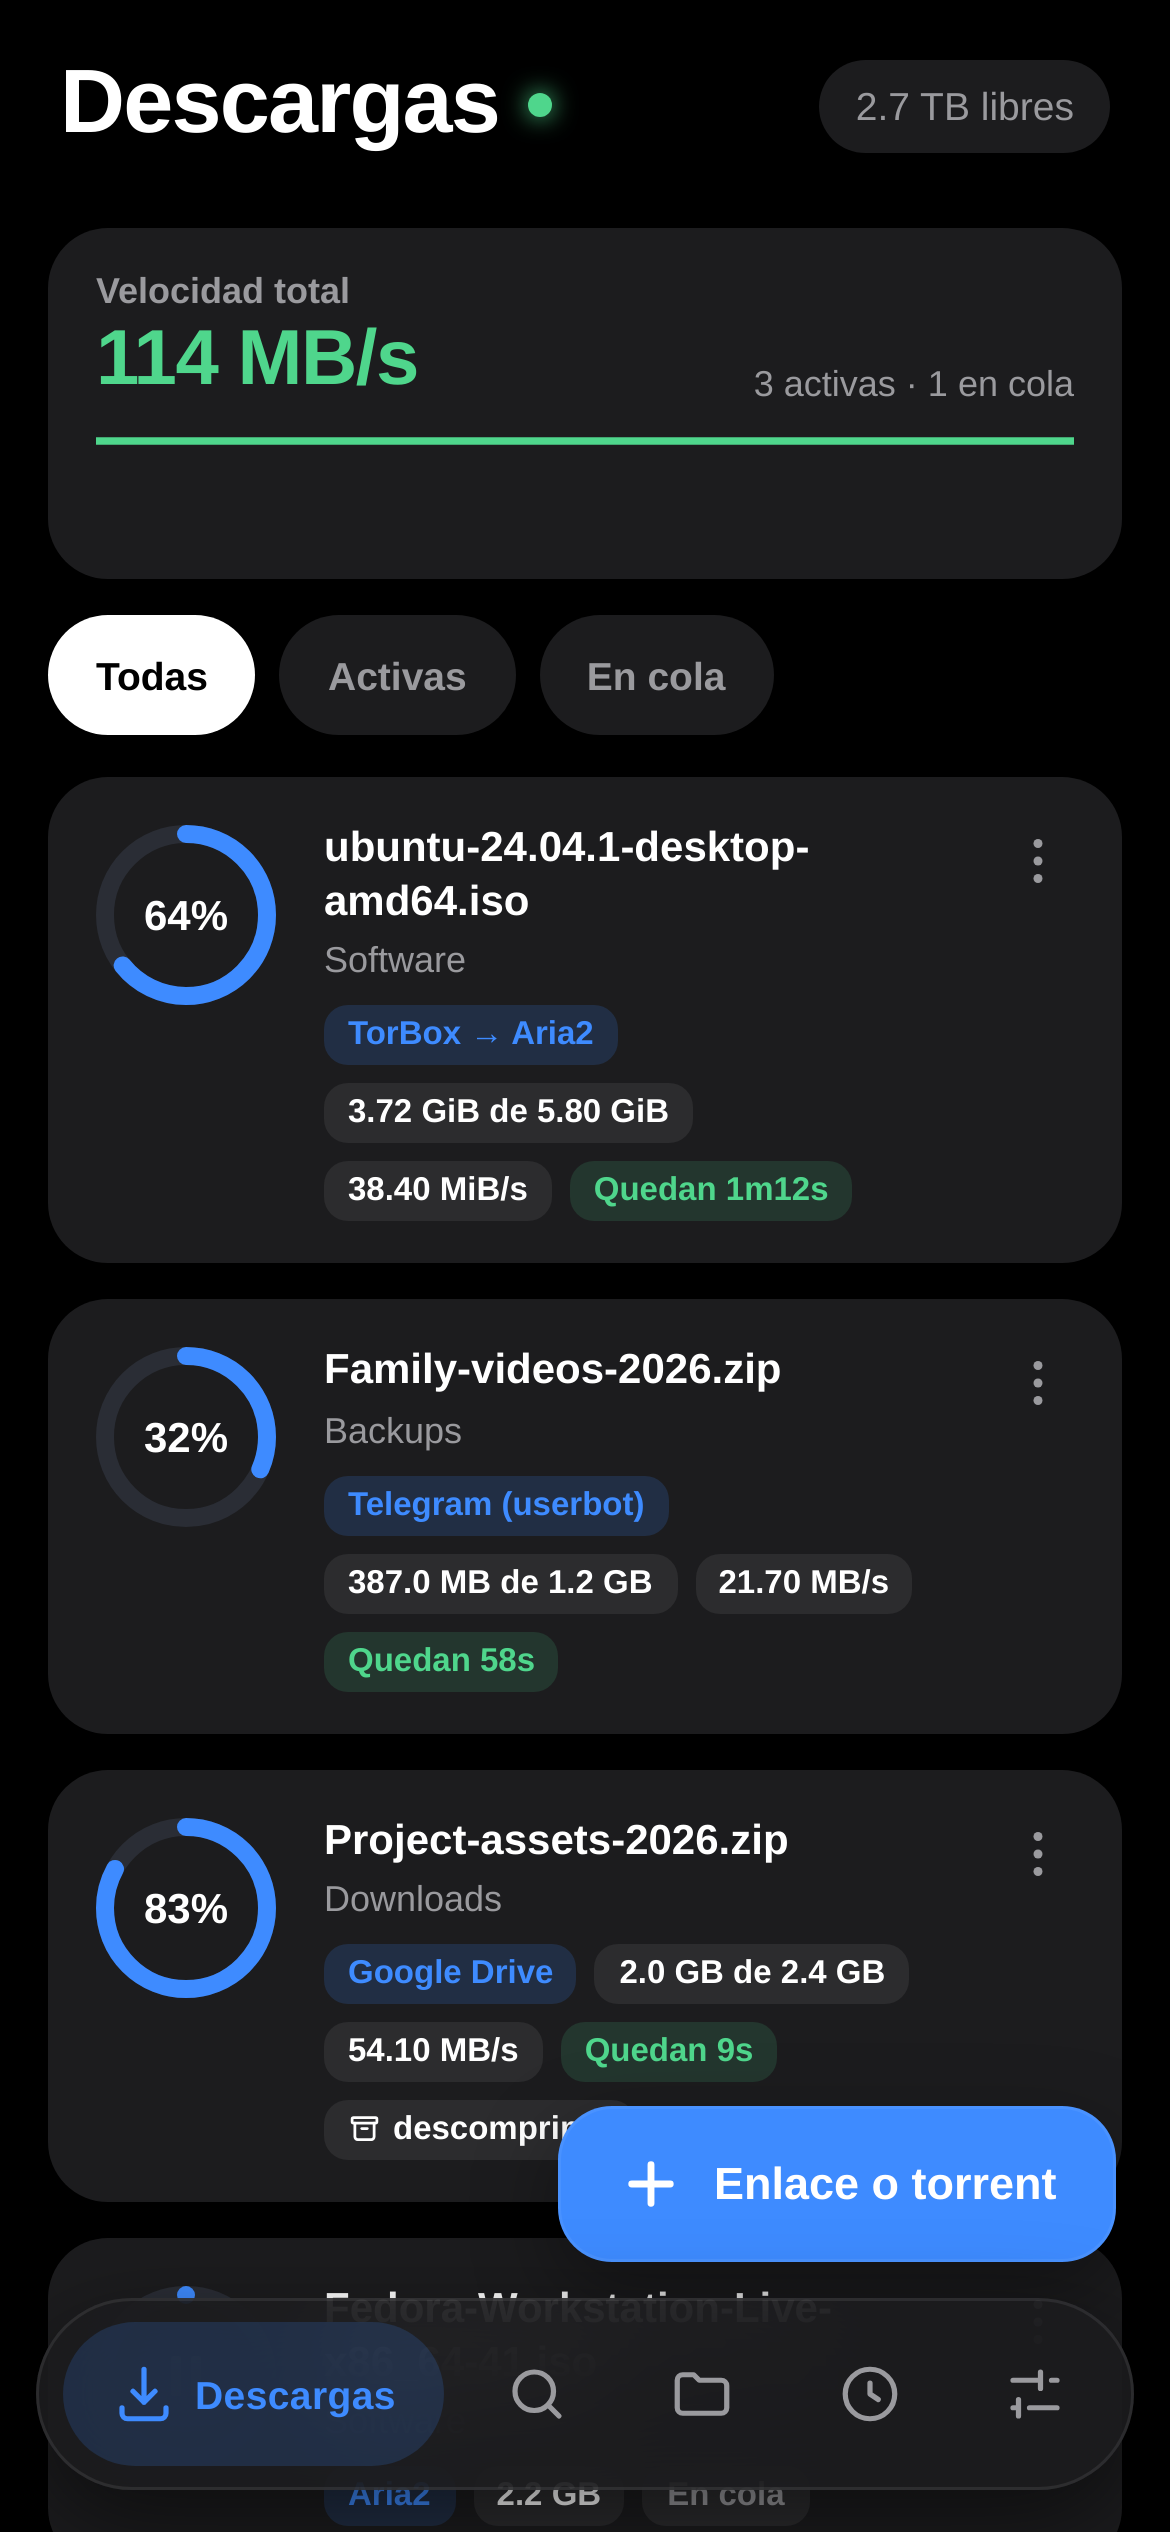 Descargas
2.7 TB libres
Velocidad total
114 MB/s
3 activas · 1 en cola
Todas
Activas
En cola
64%
ubuntu-24.04.1-desktop-
amd64.iso
Software
TorBox → Aria2
3.72 GiB de 5.80 GiB
38.40 MiB/s
Quedan 1m12s
32%
Family-videos-2026.zip
Backups
Telegram (userbot)
387.0 MB de 1.2 GB
21.70 MB/s
Quedan 58s
83%
Project-assets-2026.zip
Downloads
Google Drive
2.0 GB de 2.4 GB
54.10 MB/s
Quedan 9s
Enlace o torrent
Fedora-Workstation-Live-
Descargas
Aria2
2.2 GB
En cola